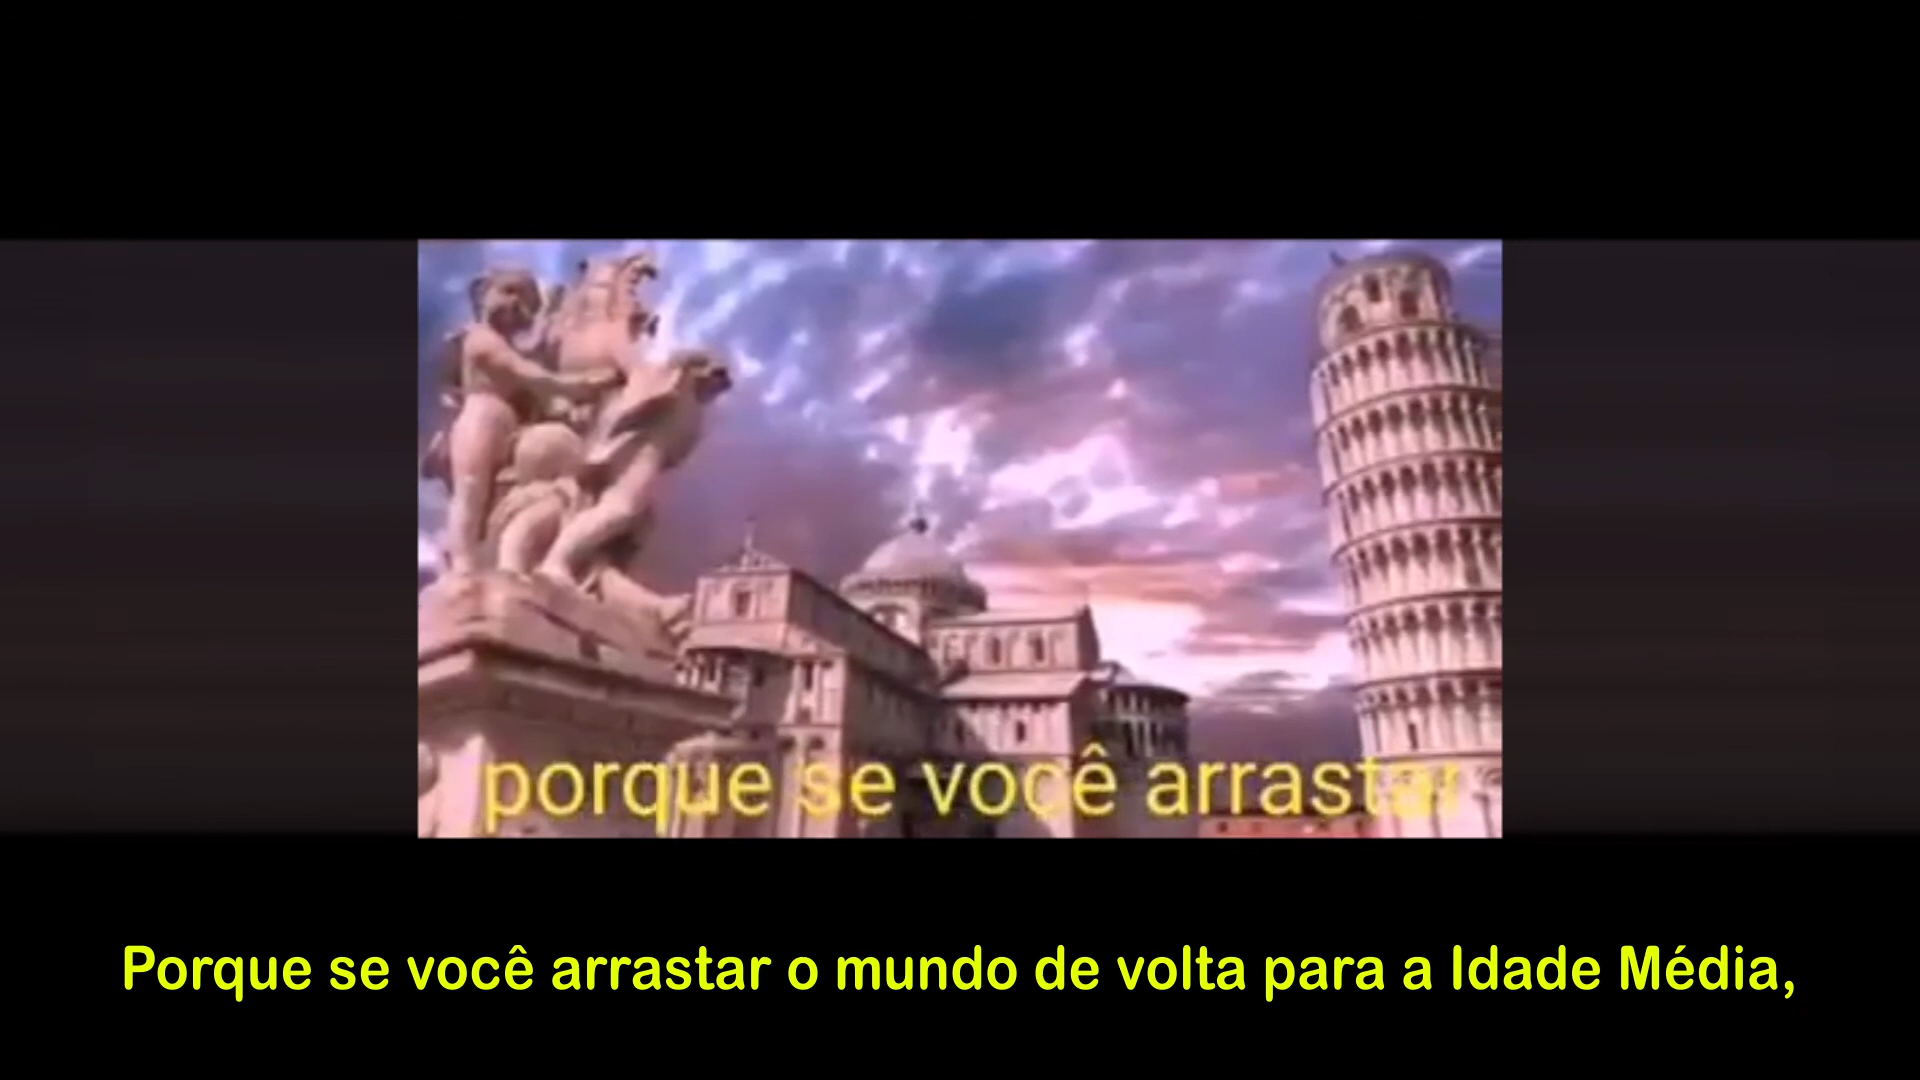 porque se você arrastar
Porque se você arrastar o mundo de volta para a Idade Média,